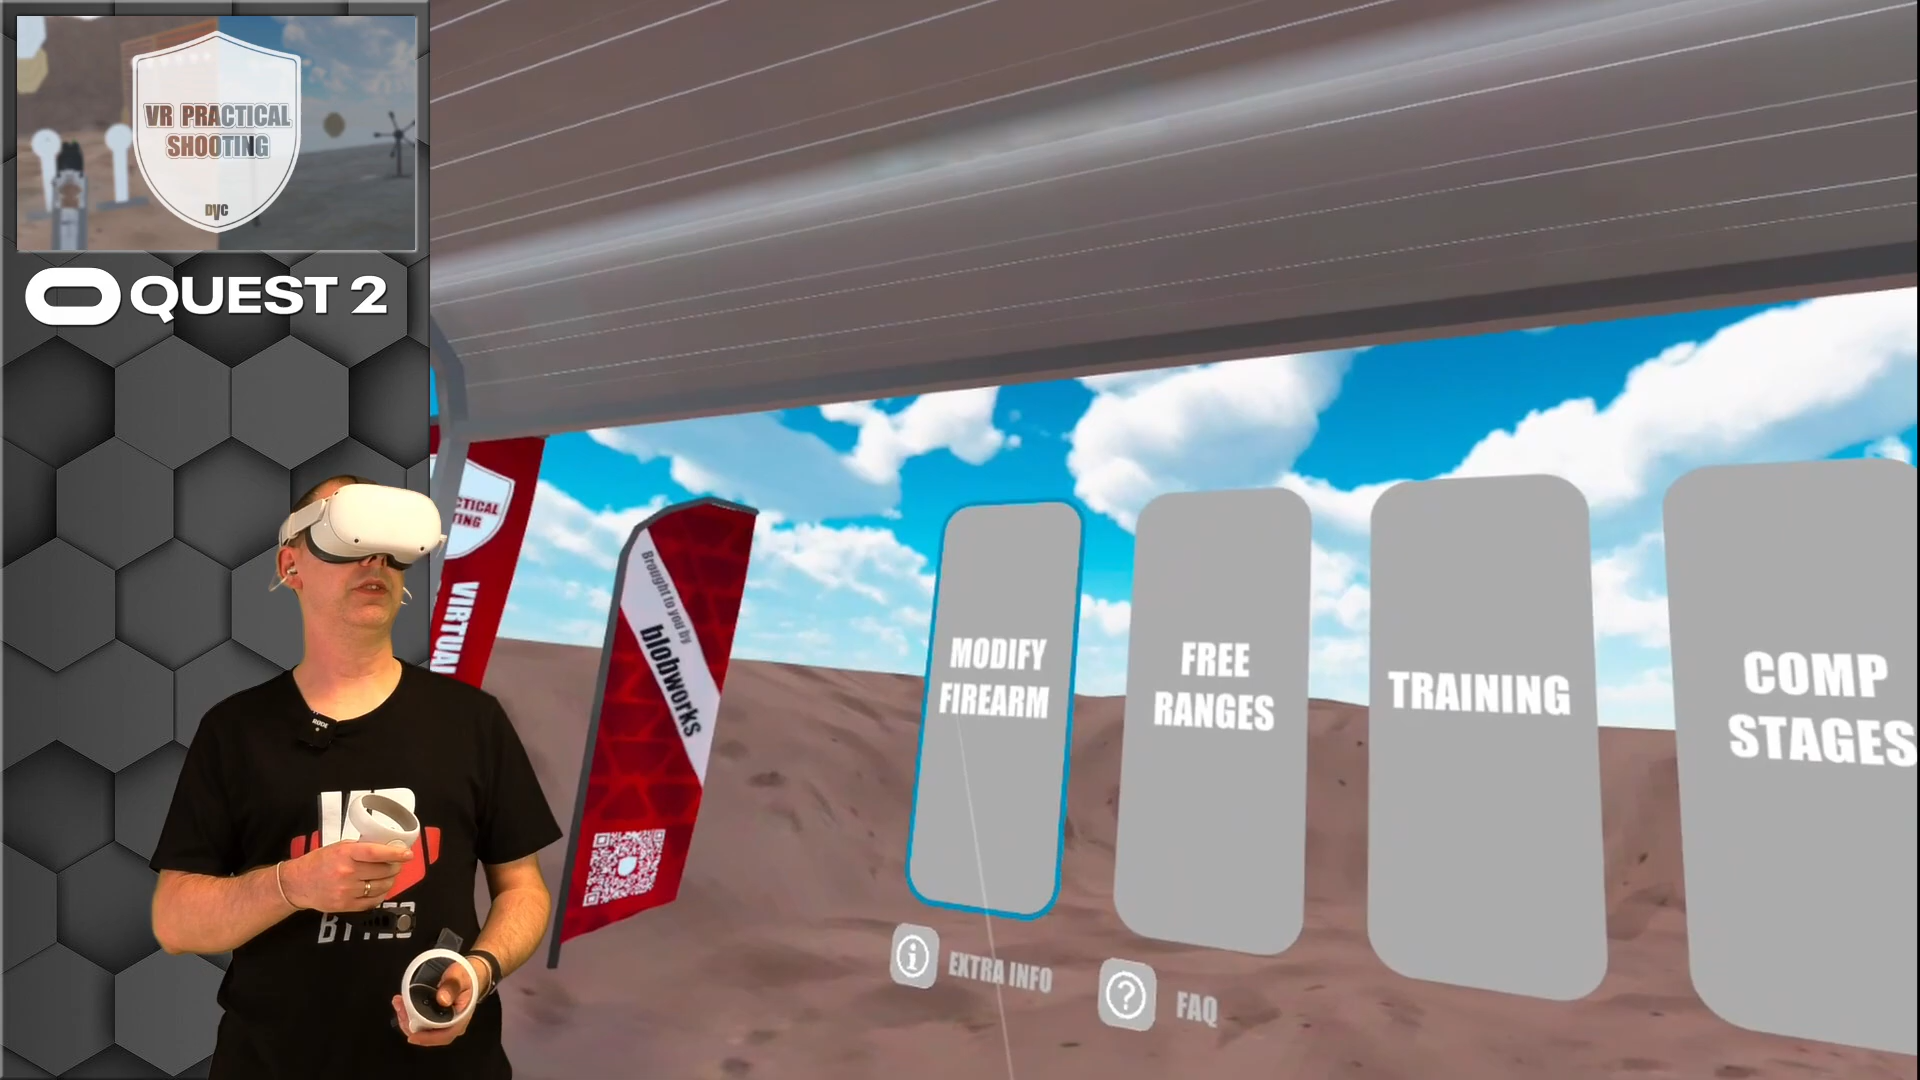 VR PRACTICAL
SHOOTING
DVC
QUEST 2
CTICAL
TING
VIRTUAL
Brought to you by
blobworks
MODIFY
FIREARM
FREE
RANGES
TRAINING
COMP
STAGES
EXTRA INFO
FAQ
RODE